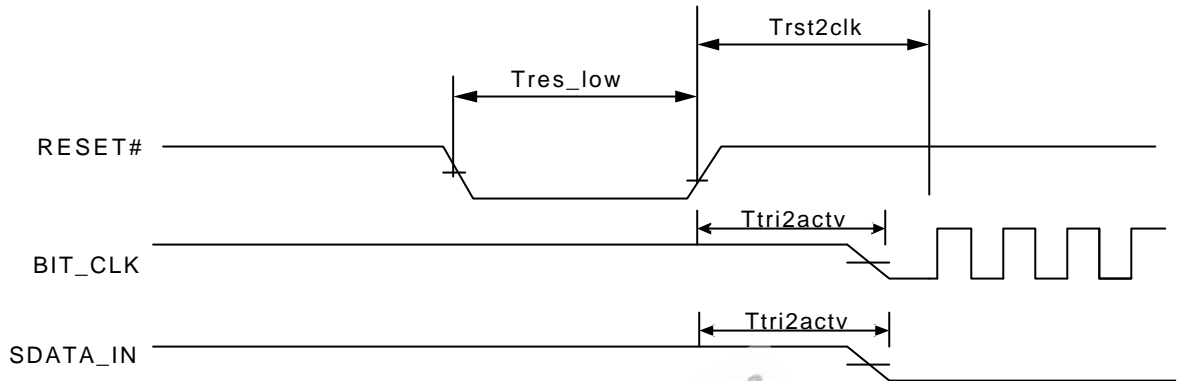 Trst2clk
Tres_low
RESET#
Ttri2actv
BIT_CLK
Ttri2actv
SDATA_IN